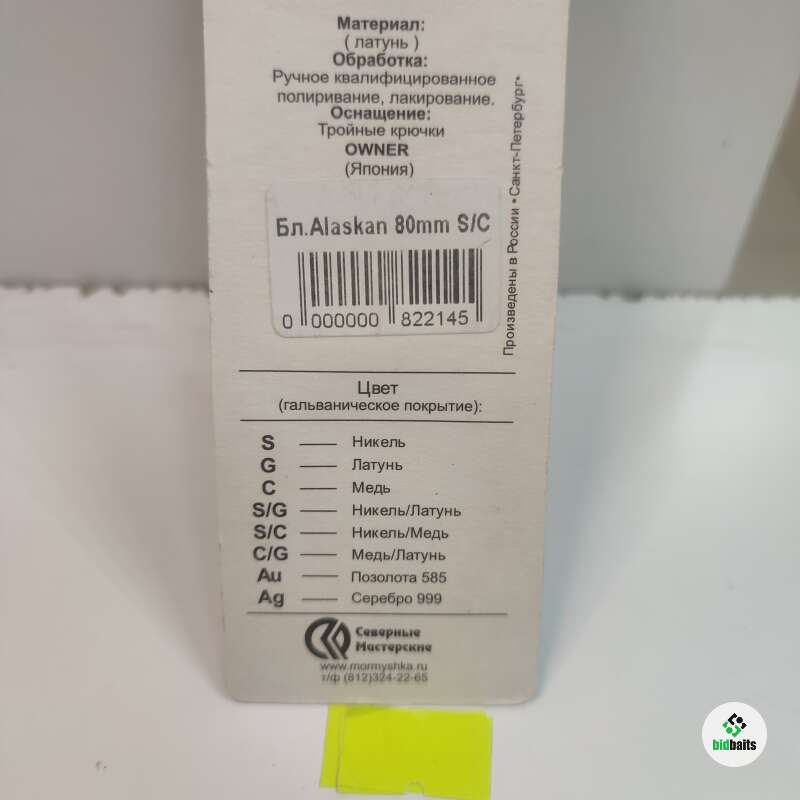 Материал:
( латунь )
Обработка:
Ручное квалифицированное
полиривание, лакирование.
Оснащение:
Тройные крючки
OWNER
(Япония)
Произведены в России • Санкт-Петербург•
Бл.Alaskan 80mm S/C
0 000000 822145
Цвет
(гальваническое покрытие):
S —— Никель
G —— Латунь
C —— Медь
S/G —— Никель/Латунь
S/C —— Никель/Медь
C/G —— Медь/Латунь
Au —— Позолота 585
Ag —— Серебро 999
Северные
Мастерские
www.mormyshka.ru
т/ф (812)324-22-65
bidbaits